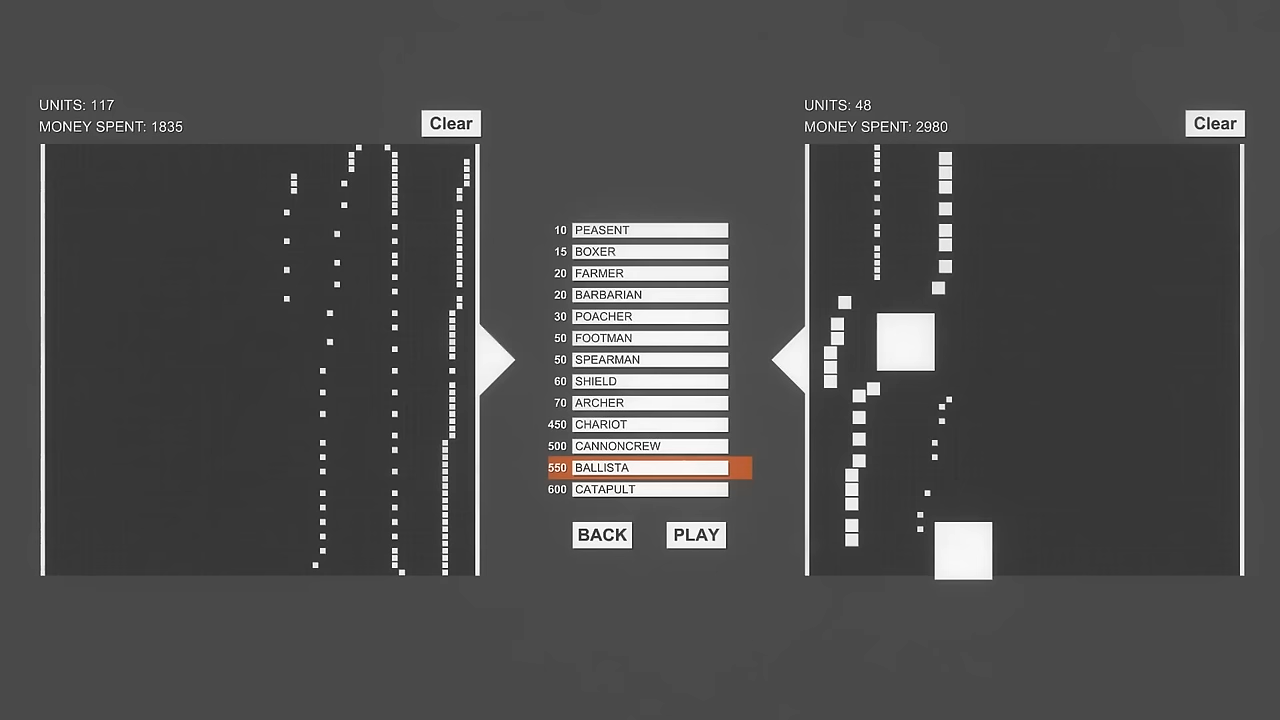 UNITS: 117
MONEY SPENT: 1835
Clear
UNITS: 48
MONEY SPENT: 2980
Clear
10 PEASENT
15 BOXER
20 FARMER
20 BARBARIAN
30 POACHER
50 FOOTMAN
50 SPEARMAN
60 SHIELD
70 ARCHER
450 CHARIOT
500 CANNONCREW
550 BALLISTA
600 CATAPULT
BACK PLAY